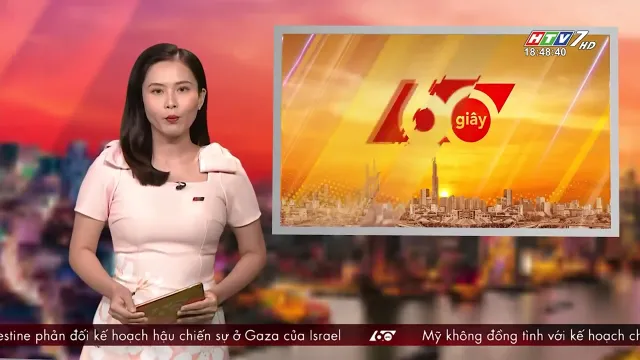 HTV7 HD
18:48:40
60 giây
estine phản đối kế hoạch hậu chiến sự ở Gaza của Israel 60 Mỹ không đồng tình với kế hoạch ch